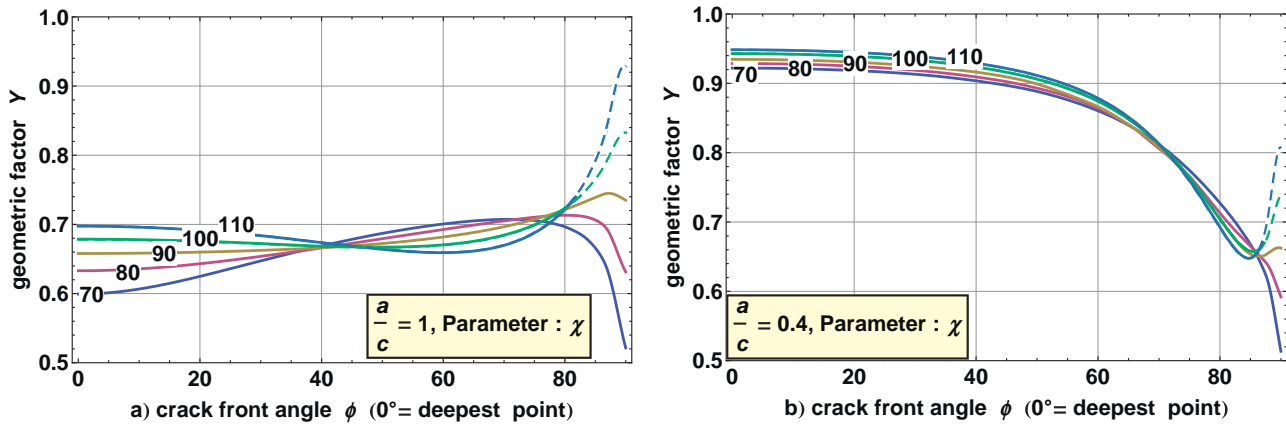 geometric factor Y
1.0
0.9
0.8
0.7
0.6
0.5
110
100
90
80
70
a/c = 1, Parameter : χ
0 20 40 60 80
a) crack front angle ϕ (0°= deepest point)
geometric factor Y
1.0
0.9
0.8
0.7
0.6
0.5
70 80 90 100 110
a/c = 0.4, Parameter : χ
0 20 40 60 80
b) crack front angle ϕ (0°= deepest point)